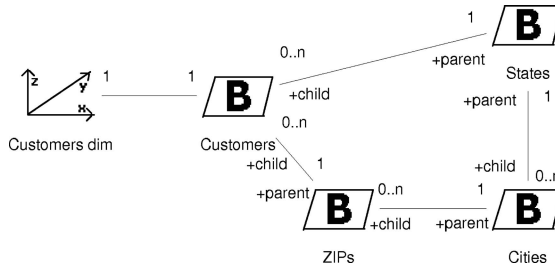 1
0..n
B
+parent
z
y
1
1
B
+child
States
x
0..n
+parent
1
Customers dim
Customers
+child
1
+child
+parent
0..n
1
0..n
B
B
+child
+parent
ZIPs
Cities